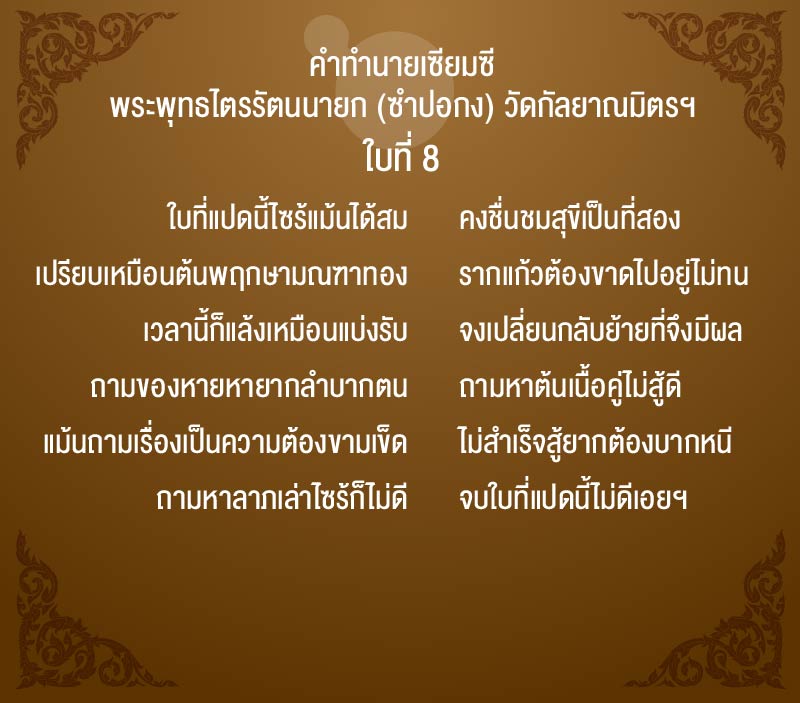 คำทำนายเซียมซี
พระพุทธไตรรัตนนายก (ซำปอกง) วัดกัลยาณมิตรฯ
ใบที่ 8
ใบที่แปดนี้ไซร้แม้นได้สม คงชื่นชมสุขีเป็นที่สอง
เปรียบเหมือนต้นพฤกษามณฑาทอง รากแก้วต้องขาดไปอยู่ไม่ทน
เวลานี้ก็แล้งเหมือนแบ่งรับ จงเปลี่ยนกลับย้ายที่จึงมีผล
ถามของหายหายากลำบากตน ถามหาต้นเนื้อคู่ไม่สู้ดี
แม้นถามเรื่องเป็นความต้องขามเข็ด ไม่สำเร็จสู้ยากต้องบากหนี
ถามหาลาภเล่าไซร้ก็ไม่ดี จบใบที่แปดนี้ไม่ดีเอยฯ